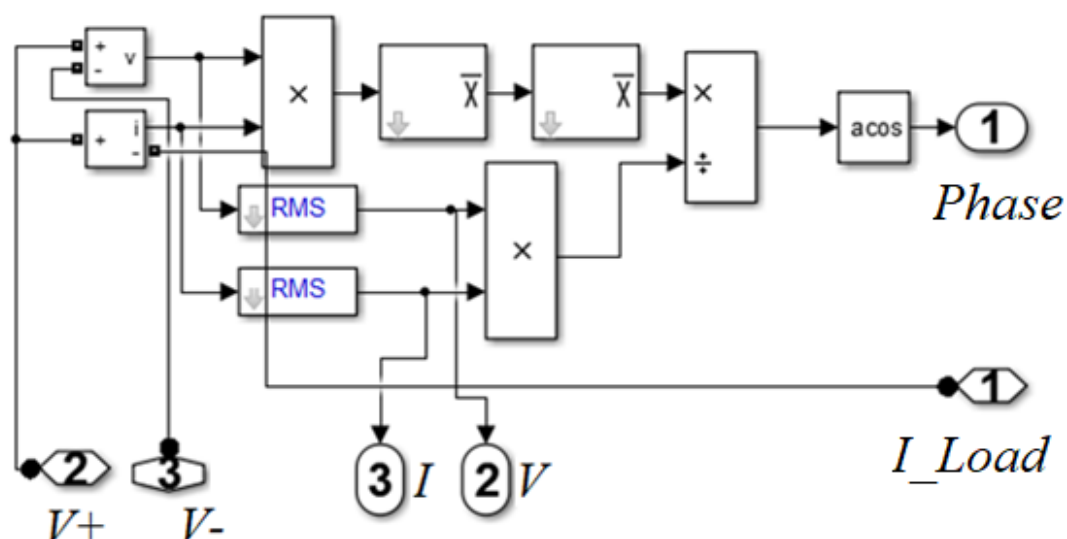 + - v
+ - i
×
X̅
X̅
×
÷
acos
1
Phase
RMS
RMS
×
1
I_Load
2
V+
3
V-
3
I
2
V